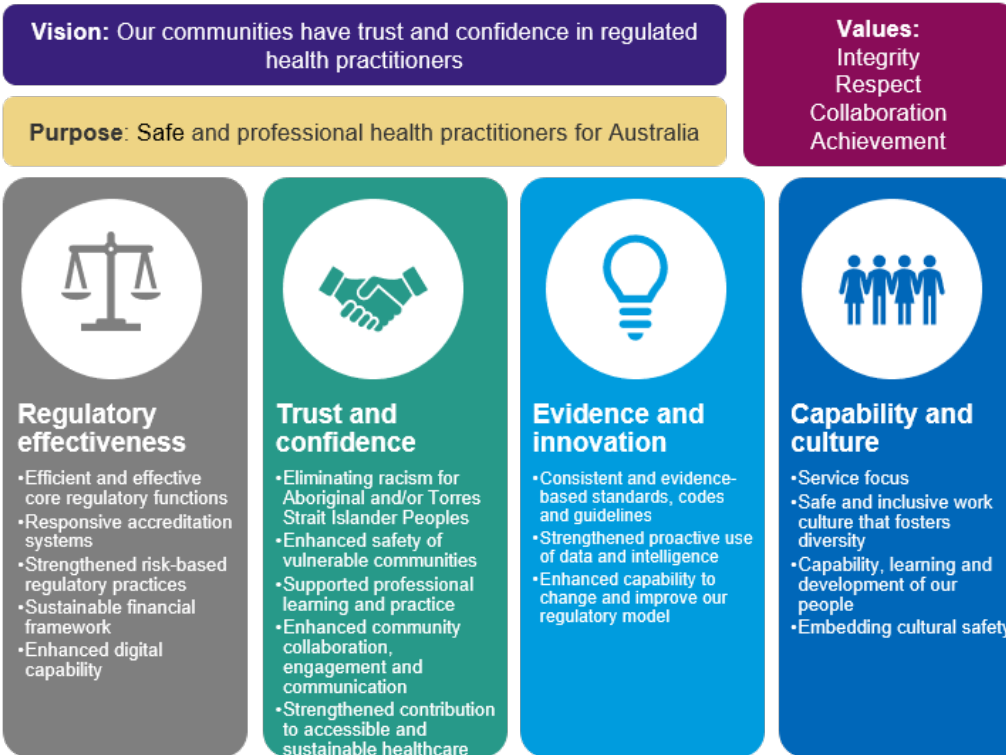 Vision: Our communities have trust and confidence in regulated
health practitioners
Values:
Integrity
Respect
Collaboration
Achievement
Purpose: Safe and professional health practitioners for Australia
Regulatory
effectiveness
•Efficient and effective
core regulatory functions
•Responsive accreditation
systems
•Strengthened risk-based
regulatory practices
•Sustainable financial
framework
•Enhanced digital
capability
Trust and
confidence
•Eliminating racism for
Aboriginal and/or Torres
Strait Islander Peoples
•Enhanced safety of
vulnerable communities
•Supported professional
learning and practice
•Enhanced community
collaboration,
engagement and
communication
•Strengthened contribution
to accessible and
sustainable healthcare
Evidence and
innovation
•Consistent and evidence-
based standards, codes
and guidelines
•Strengthened proactive use
of data and intelligence
•Enhanced capability to
change and improve our
regulatory model
Capability and
culture
•Service focus
•Safe and inclusive work
culture that fosters
diversity
•Capability, learning and
development of our
people
•Embedding cultural safety